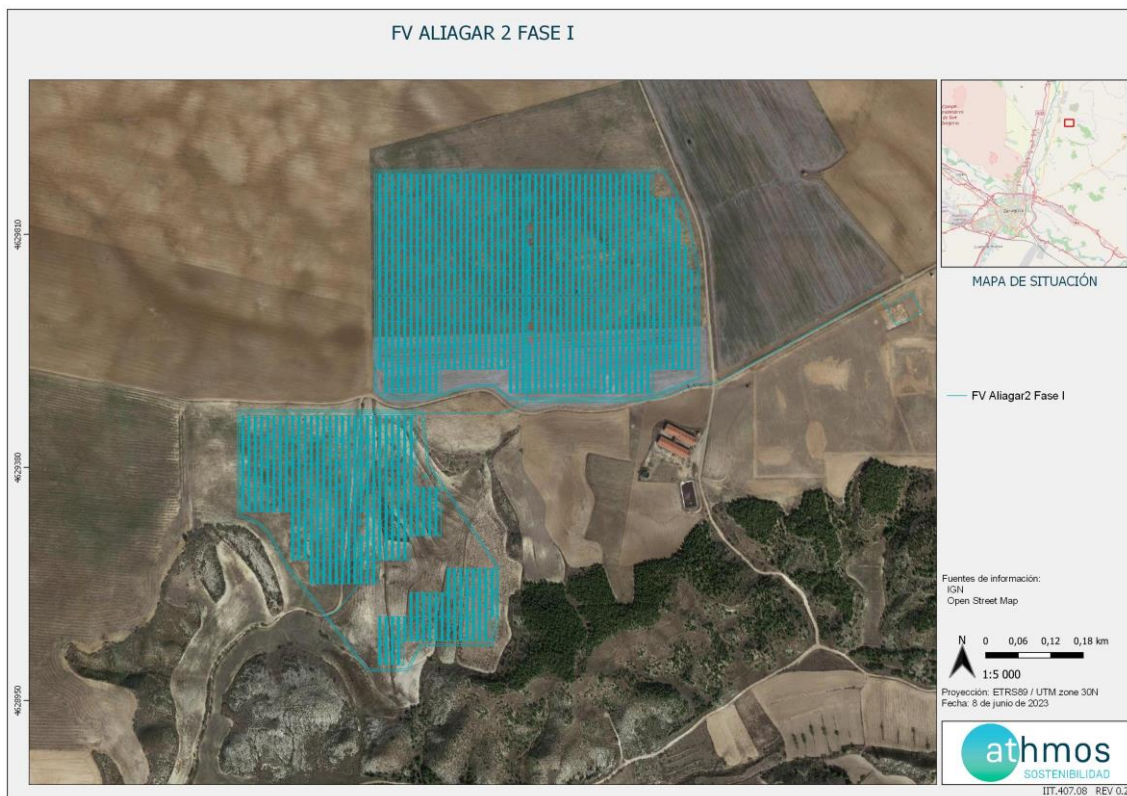 FV ALIAGAR 2 FASE I
4629810
4629380
4628950
MAPA DE SITUACIÓN
FV Aliagar2 Fase I
Fuentes de información:
IGN
Open Street Map
N
0 0,06 0,12 0,18 km
1:5 000
Proyección: ETRS89 / UTM zone 30N
Fecha: 8 de junio de 2023
athmos
SOSTENIBILIDAD
IIT.407.08 REV 0.2